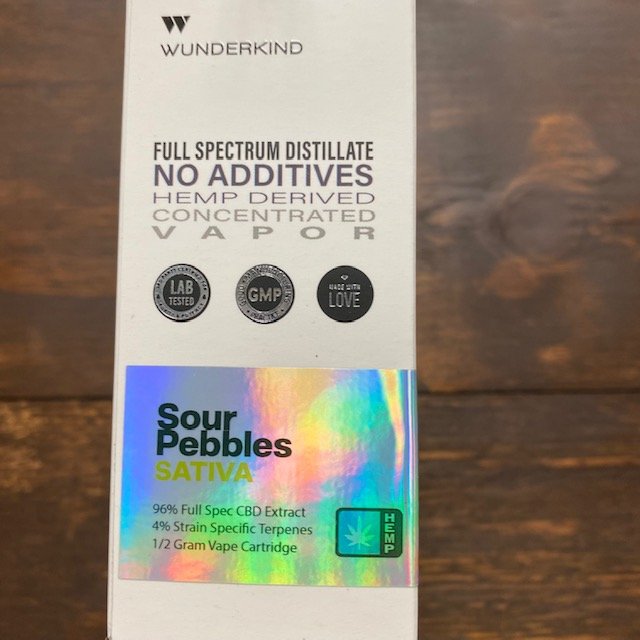 W
WUNDERKIND
FULL SPECTRUM DISTILLATE
NO ADDITIVES
HEMP DERIVED
CONCENTRATED
VAPOR
LAB
TESTED
GMP
MADE WITH
LOVE
Sour
Pebbles
SATIVA
96% Full Spec CBD Extract
4% Strain Specific Terpenes
1/2 Gram Vape Cartridge
HEMP